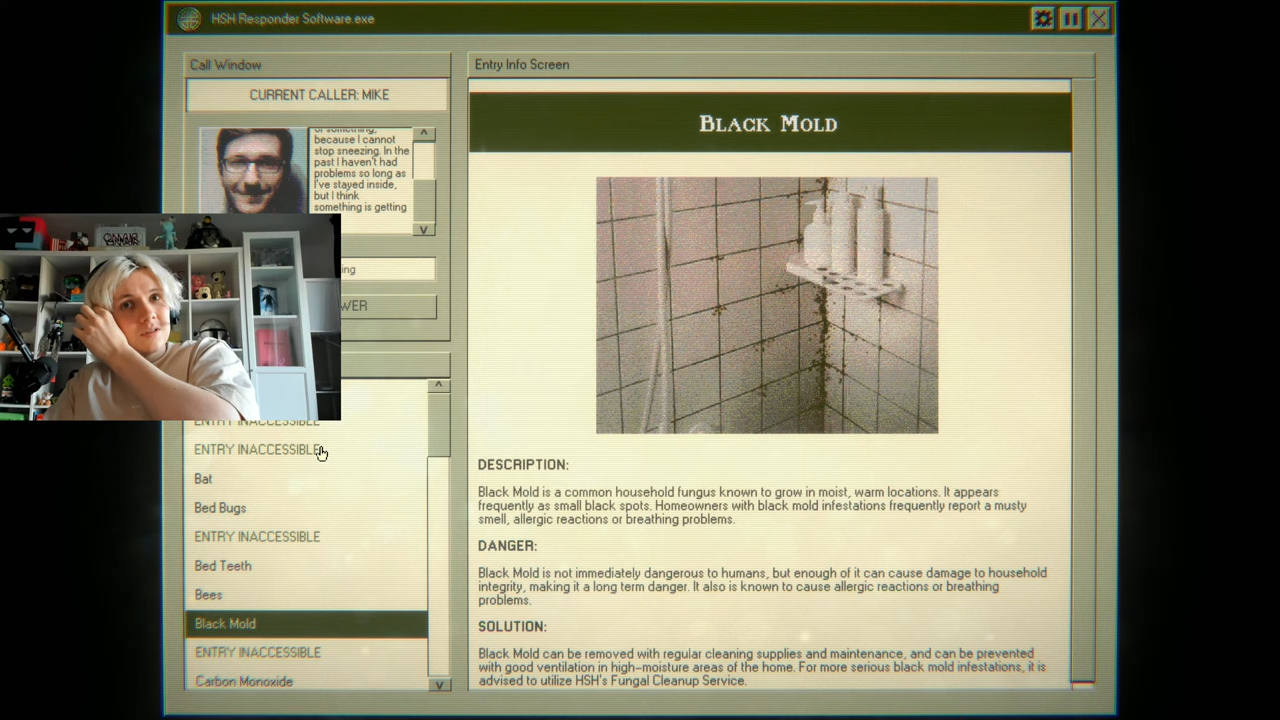 HSH Responder Software.exe
Call Window
CURRENT CALLER: MIKE
or something,
because I cannot
stop sneezing. In the
past I haven't had
problems so long as
I've stayed inside,
but I think
something is getting
ing
WER
ENTRY INACCESSIBLE
ENTRY INACCESSIBLE
Bat
Bed Bugs
ENTRY INACCESSIBLE
Bed Teeth
Bees
Black Mold
ENTRY INACCESSIBLE
Carbon Monoxide
Entry Info Screen
BLACK MOLD
DESCRIPTION:
Black Mold is a common household fungus known to grow in moist, warm locations. It appears
frequently as small black spots. Homeowners with black mold infestations frequently report a musty
smell, allergic reactions or breathing problems.
DANGER:
Black Mold is not immediately dangerous to humans, but enough of it can cause damage to household
integrity, making it a long term danger. It also is known to cause allergic reactions or breathing
problems.
SOLUTION:
Black Mold can be removed with regular cleaning supplies and maintenance, and can be prevented
with good ventilation in high-moisture areas of the home. For more serious black mold infestations, it is
advised to utilize HSH's Fungal Cleanup Service.